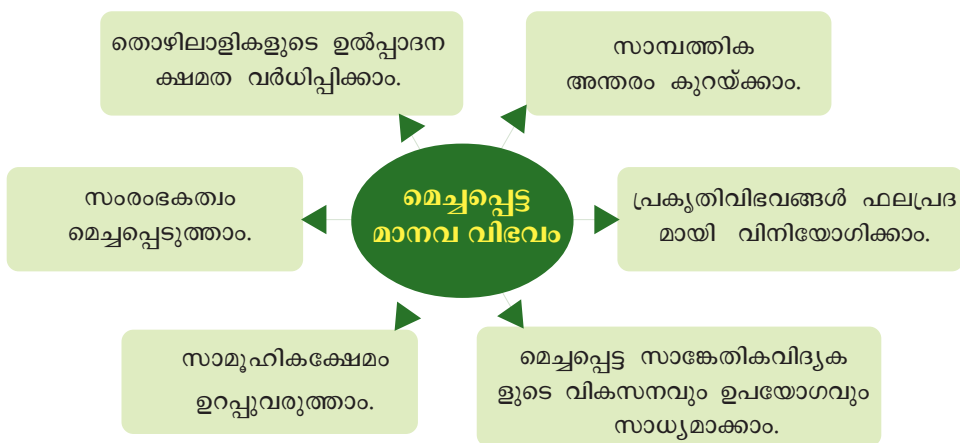 തൊഴിലാളികളുടെ ഉൽപ്പാദന
ക്ഷമത വർധിപ്പിക്കാം.
സാമ്പത്തിക
അന്തരം കുറയ്ക്കാം.
സംരംഭകത്വം
മെച്ചപ്പെടുത്താം.
മെച്ചപ്പെട്ട
മാനവ വിഭവം
പ്രകൃതിവിഭവങ്ങൾ ഫലപ്രദ
മായി വിനിയോഗിക്കാം.
സാമൂഹികക്ഷേമം
ഉറപ്പുവരുത്താം.
മെച്ചപ്പെട്ട സാങ്കേതികവിദ്യക
ളുടെ വികസനവും ഉപയോഗവും
സാധ്യമാക്കാം.